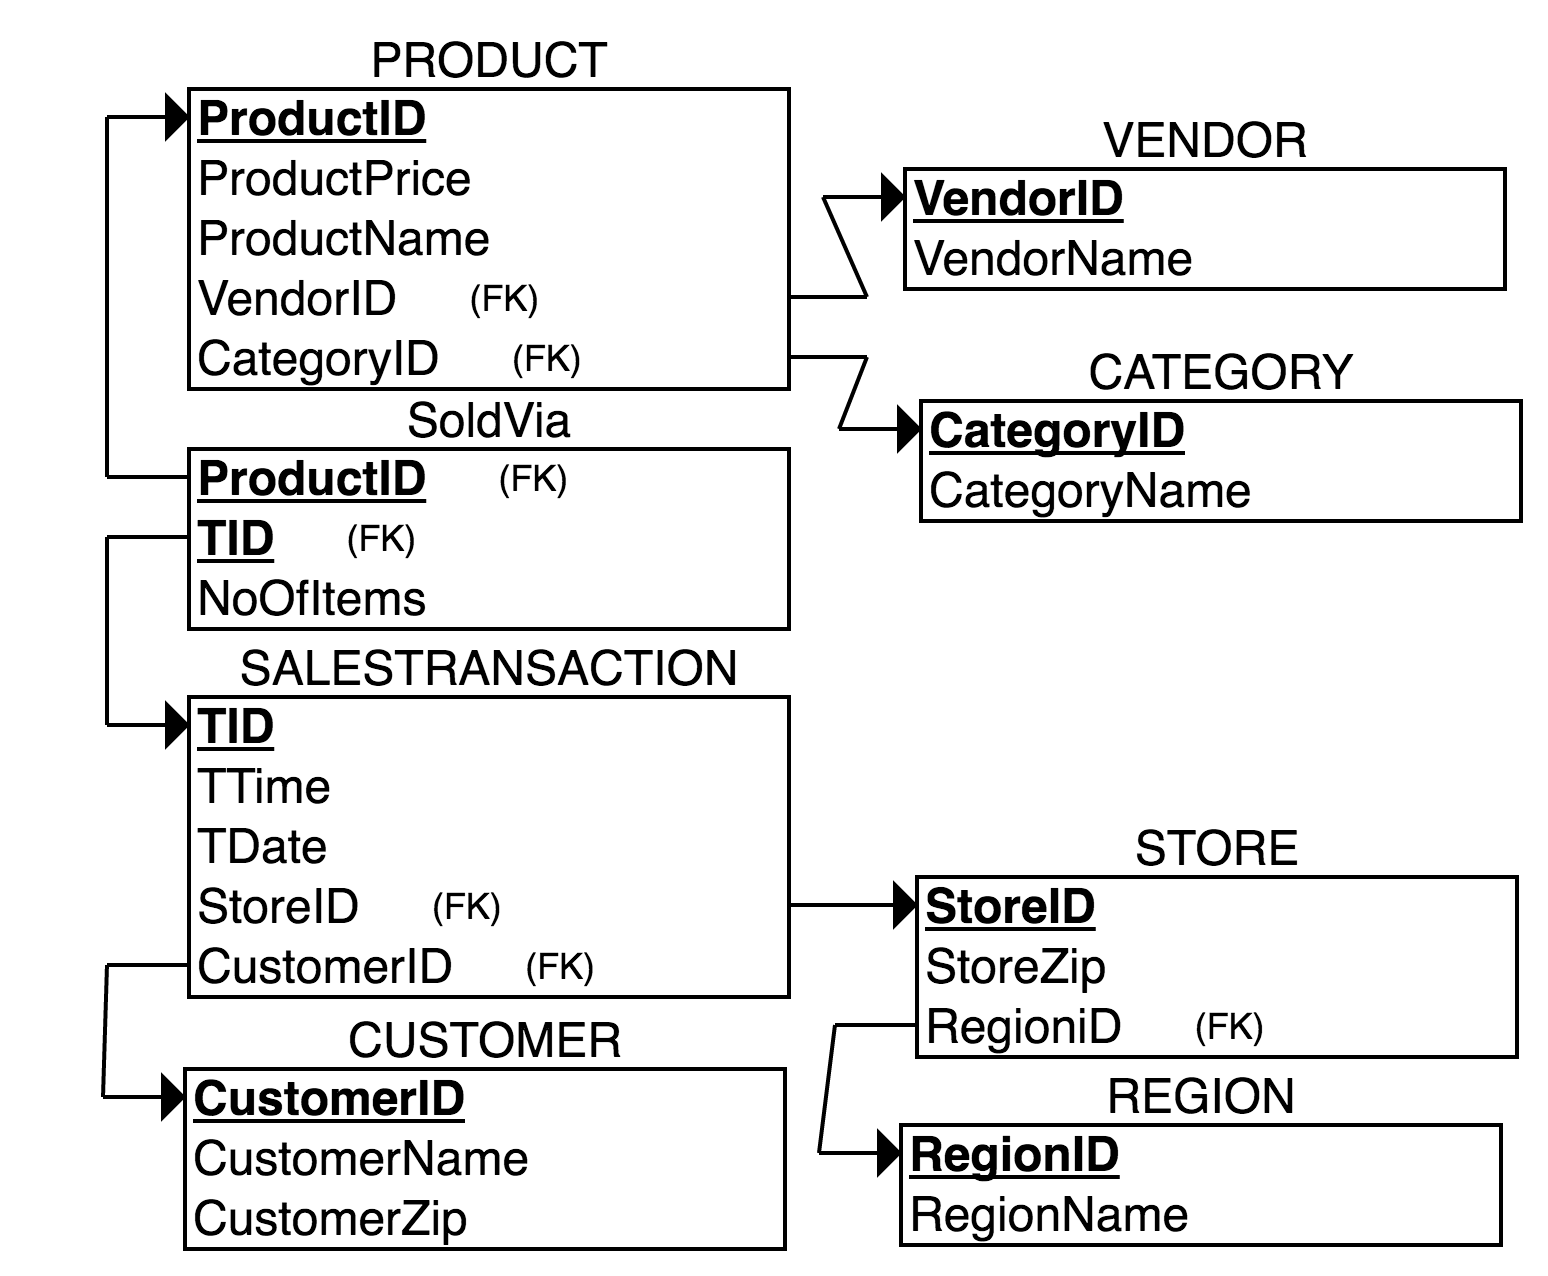 PRODUCT
ProductID
ProductPrice
ProductName
VendorID (FK)
CategoryID (FK)
VENDOR
VendorID
VendorName
CATEGORY
CategoryID
CategoryName
SoldVia
ProductID (FK)
TID (FK)
NoOfItems
SALESTRANSACTION
TID
TTime
TDate
StoreID (FK)
CustomerID (FK)
STORE
StoreID
StoreZip
RegioniD (FK)
CUSTOMER
CustomerID
CustomerName
CustomerZip
REGION
RegionID
RegionName